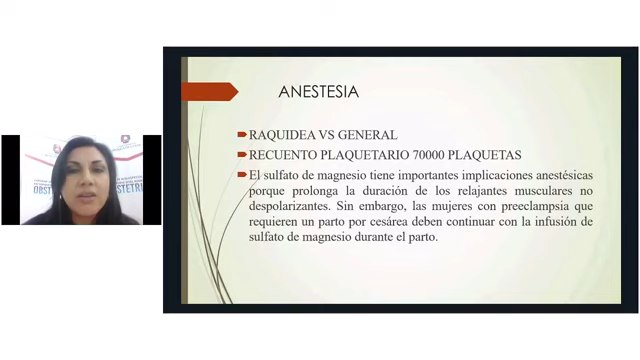 ANESTESIA
RAQUIDEA VS GENERAL
RECUENTO PLAQUETARIO 70000 PLAQUETAS
El sulfato de magnesio tiene importantes implicaciones anestésicas
porque prolonga la duración de los relajantes musculares no
despolarizantes. Sin embargo, las mujeres con preeclampsia que
requieren un parto por cesárea deben continuar con la infusión de
sulfato de magnesio durante el parto.